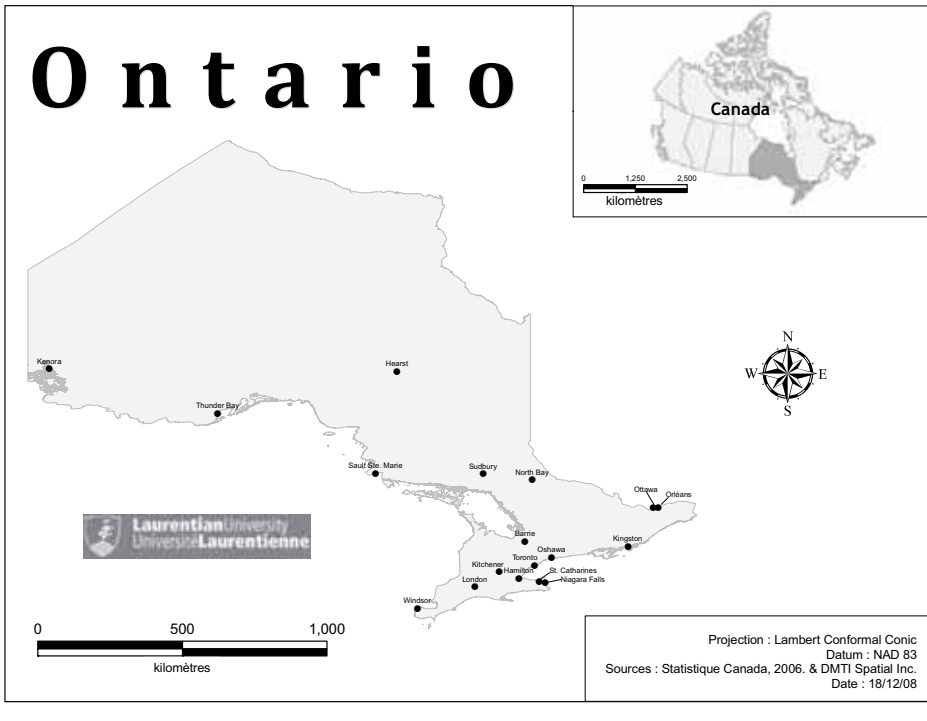 Ontario
Canada
0 1,250 2,500
kilomètres
N
W E
S
Kenora
Hearst
Thunder Bay
Sault Ste. Marie
Sudbury
North Bay
Ottawa
Orléans
Barrie
Kingston
Toronto
Oshawa
Kitchener
Hamilton
St. Catharines
London
Niagara Falls
Windsor
LaurentianUniversity
UniversitéLaurentienne
0 500 1,000
kilomètres
Projection : Lambert Conformal Conic
Datum : NAD 83
Sources : Statistique Canada, 2006. & DMTI Spatial Inc.
Date : 18/12/08